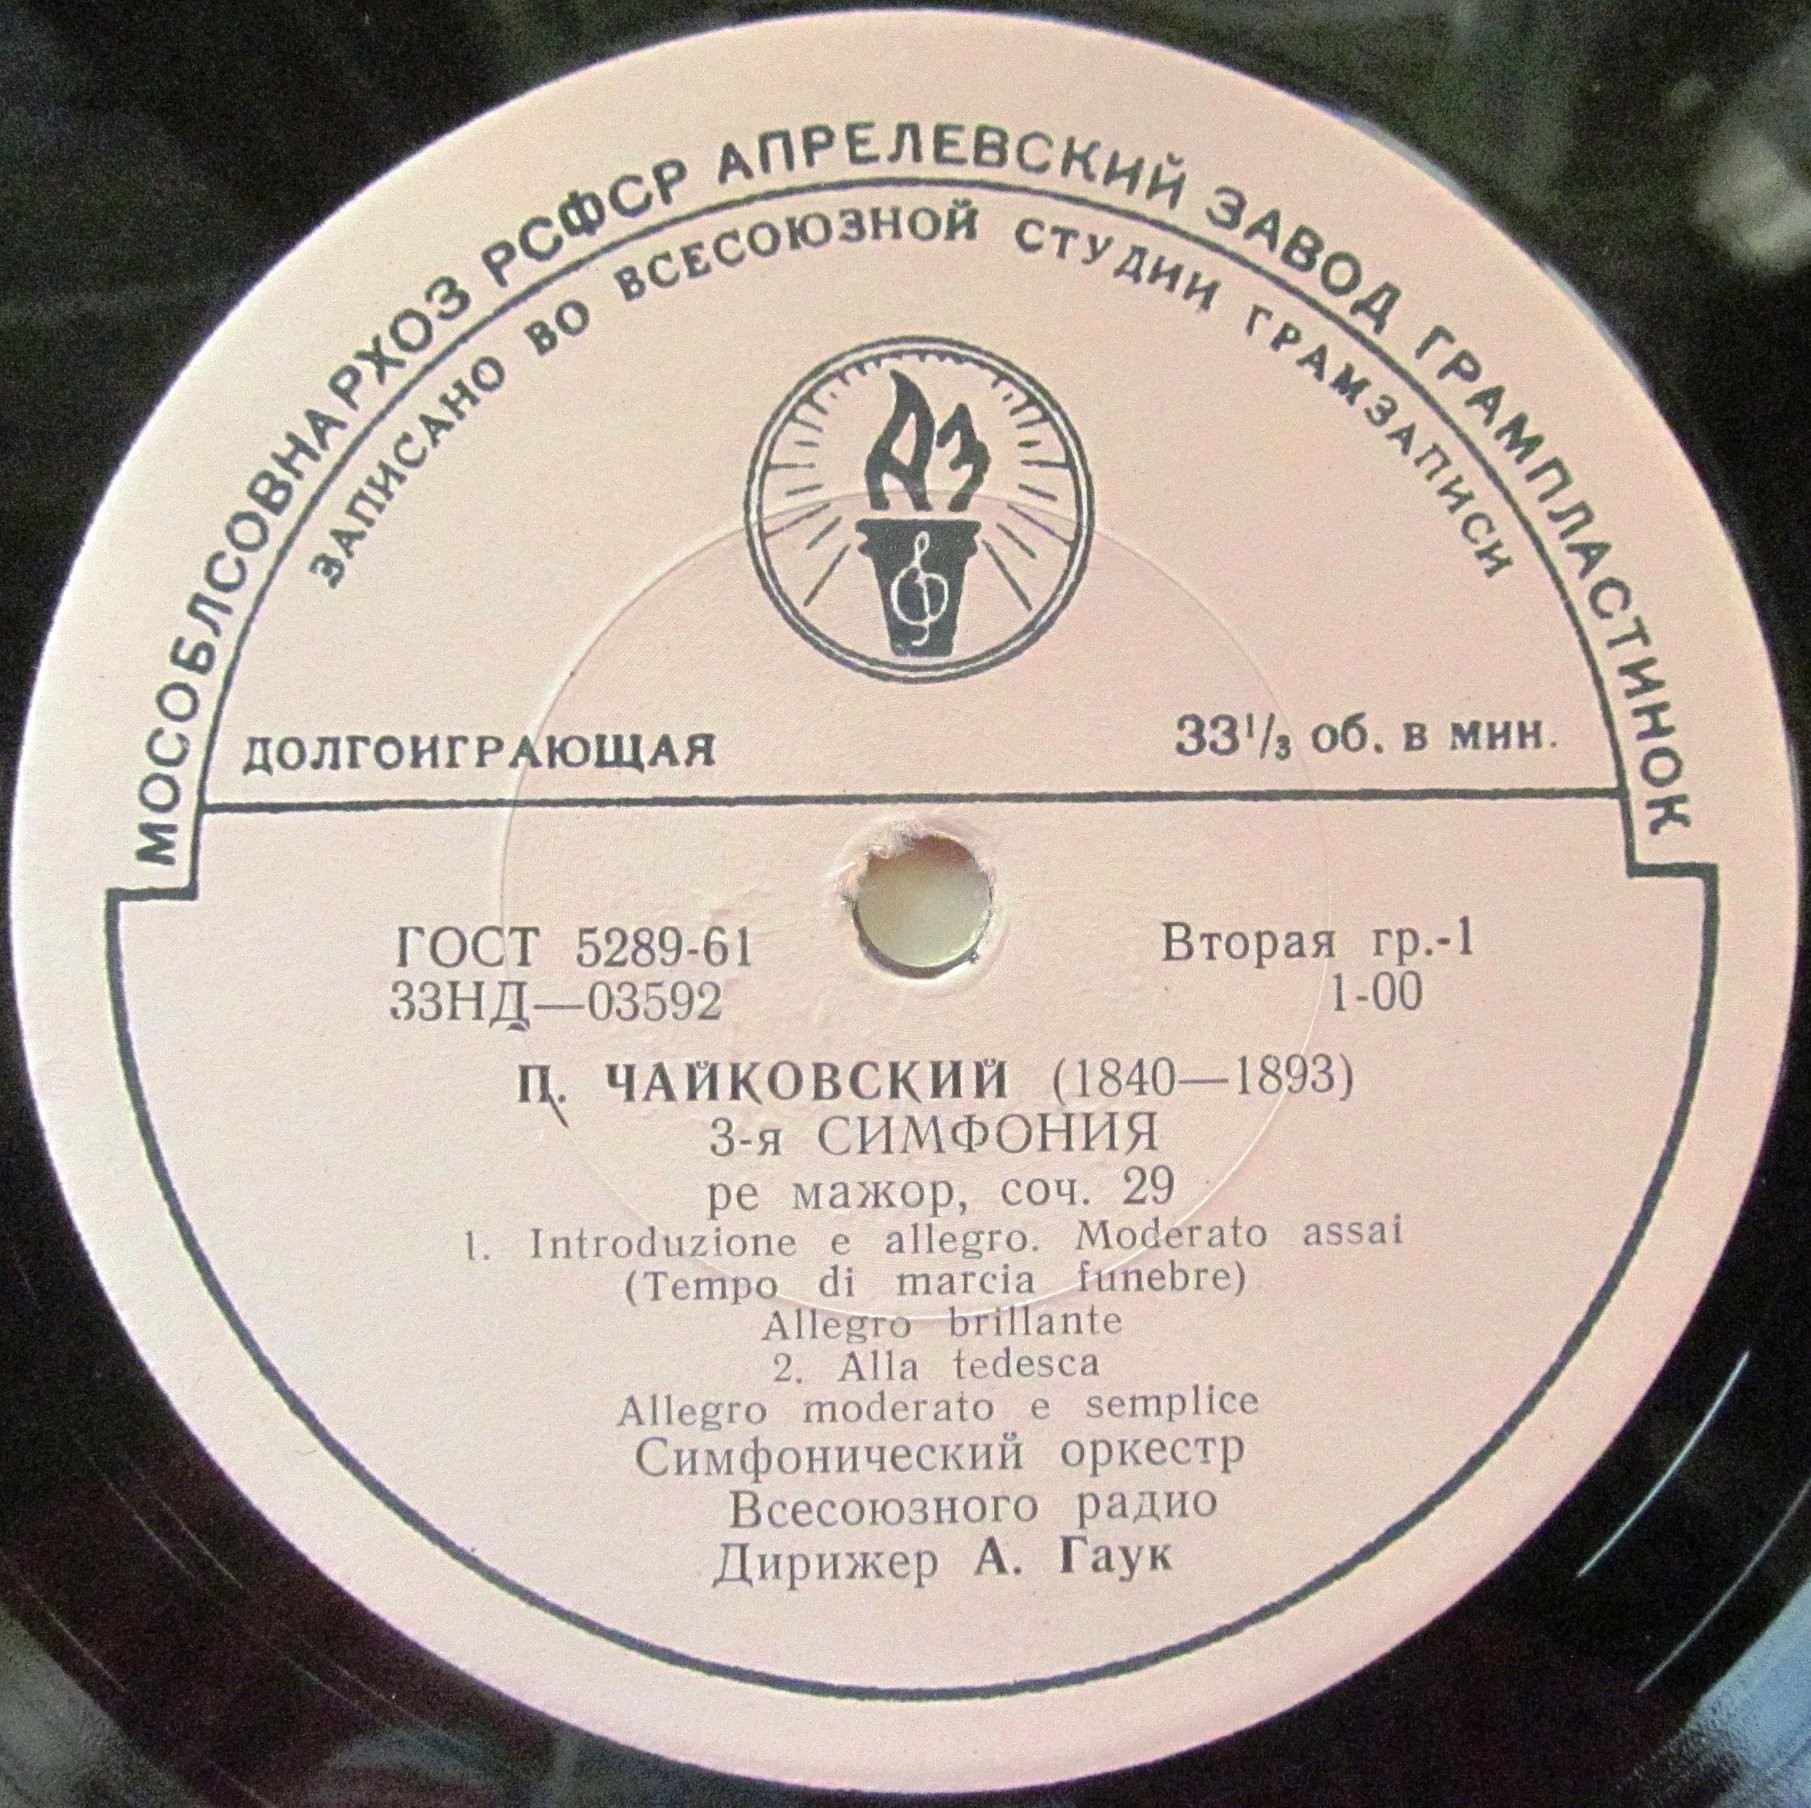 МОСОБЛСОВНАРХОЗ РСФСР АПРЕЛЕВСКИЙ ЗАВОД ГРАМПЛАСТИНОК
ЗАПИСАНО ВО ВСЕСОЮЗНОЙ СТУДИИ ГРАМЗАПИСИ
АЗ
ДОЛГОИГРАЮЩАЯ 33⅓ об. в мин.
ГОСТ 5289-61 Вторая гр.-1
33НД—03592 1-00
П. ЧАЙКОВСКИЙ (1840—1893)
3-я СИМФОНИЯ
ре мажор, соч. 29
1. Introduzione e allegro. Moderato assai
(Tempo di marcia funebre)
Allegro brillante
2. Alla tedesca
Allegro moderato e semplice
Симфонический оркестр
Всесоюзного радио
Дирижер А. Гаук